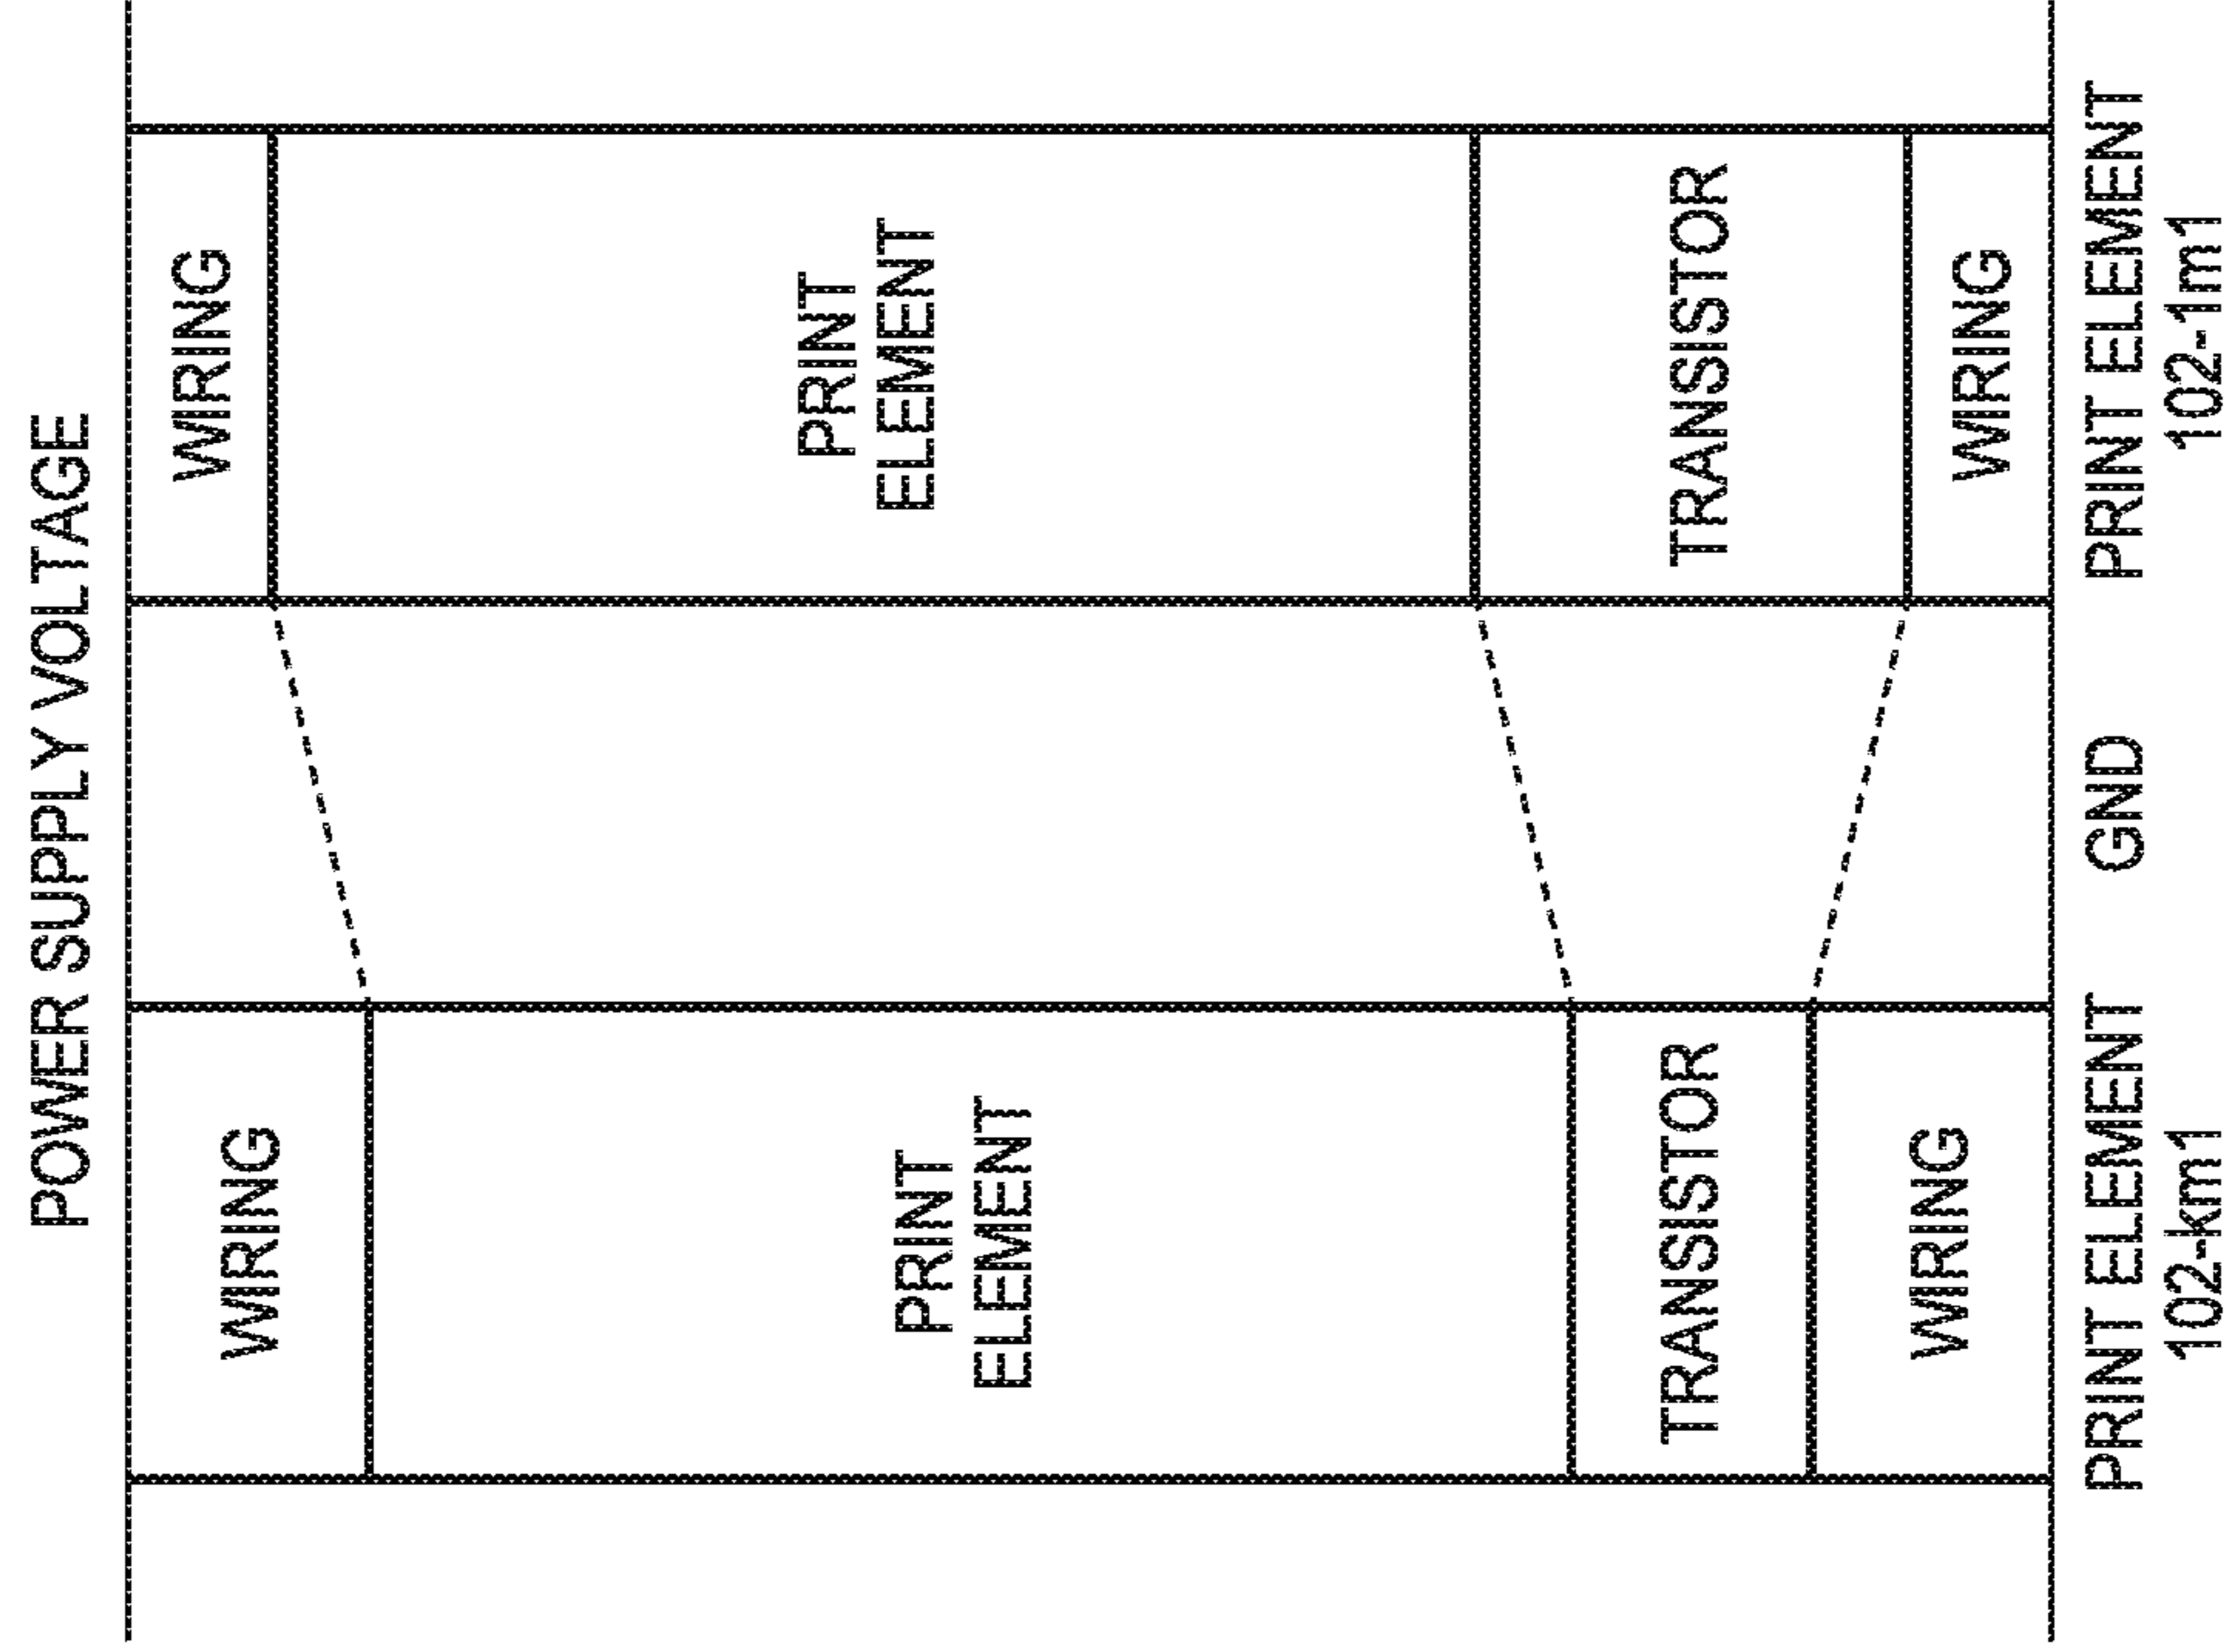 POWER SUPPLY VOLTAGE
WIRING
PRINT
ELEMENT
TRANSISTOR
WIRING
WIRING
PRINT
ELEMENT
TRANSISTOR
WIRING
PRINT ELEMENT
102-km1
GND
PRINT ELEMENT
102-1m1